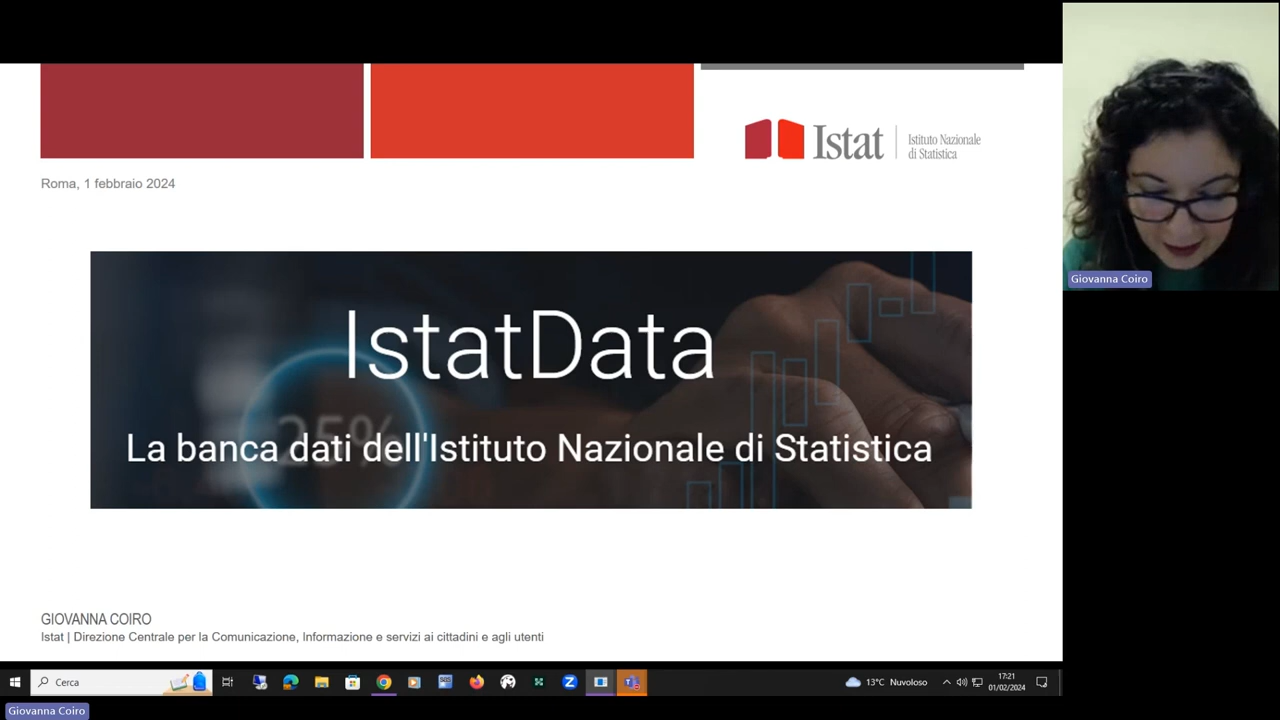 Istat
Istituto Nazionale
di Statistica
Roma, 1 febbraio 2024
IstatData
25%
La banca dati dell'Istituto Nazionale di Statistica
GIOVANNA COIRO
Istat | Direzione Centrale per la Comunicazione, Informazione e servizi ai cittadini e agli utenti
Giovanna Coiro
Cerca
13°C Nuvoloso
17:21
01/02/2024
Giovanna Coiro